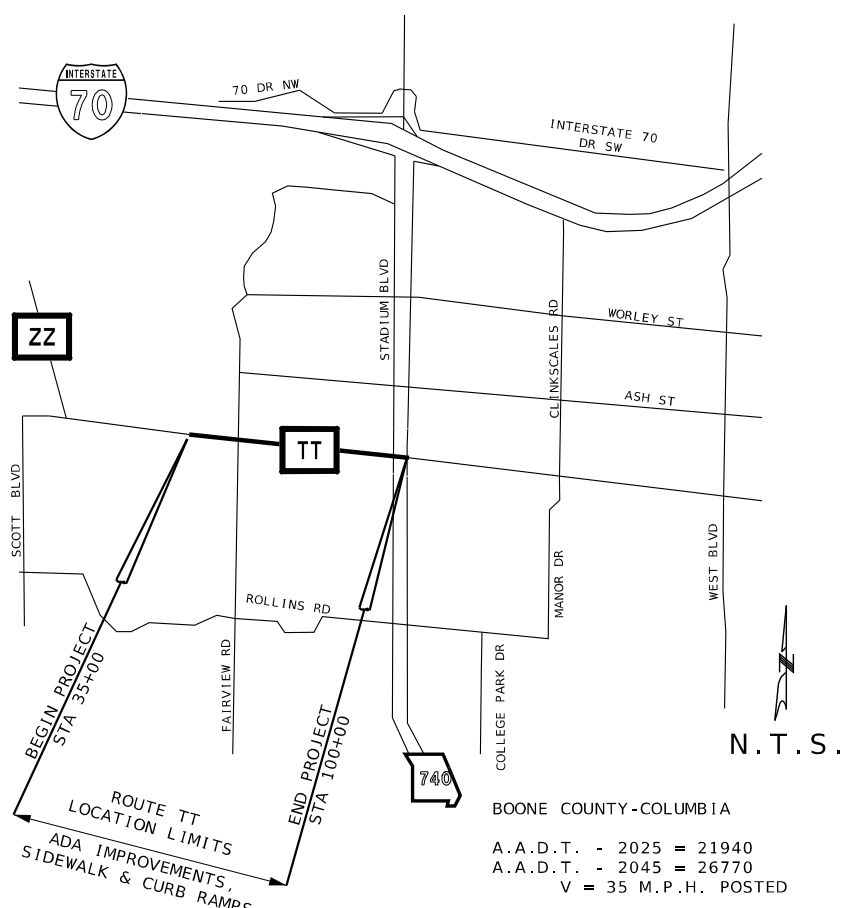 INTERSTATE
70
70 DR NW
INTERSTATE 70
DR SW
STADIUM BLVD
CLINKSCALES RD
WORLEY ST
ZZ
ASH ST
TT
SCOTT BLVD
WEST BLVD
MANOR DR
ROLLINS RD
FAIRVIEW RD
COLLEGE PARK DR
BEGIN PROJECT
STA 35+00
END PROJECT
STA 100+00
N
N.T.S.
740
ROUTE TT
LOCATION LIMITS
ADA IMPROVEMENTS,
SIDEWALK & CURB RAMPS
BOONE COUNTY-COLUMBIA
A.A.D.T. - 2025 = 21940
A.A.D.T. - 2045 = 26770
V = 35 M.P.H. POSTED